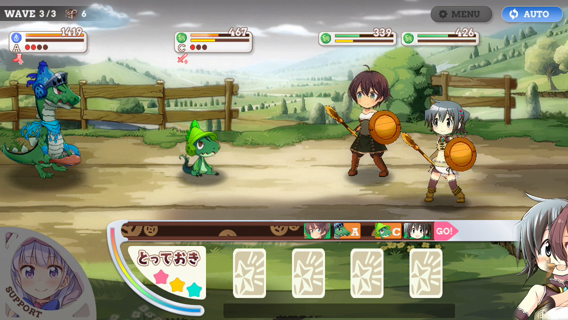 WAVE 3/3 6
MENU
AUTO
1419
A
467
C
339
426
A
C
GO!
とっておき
SUPPORT